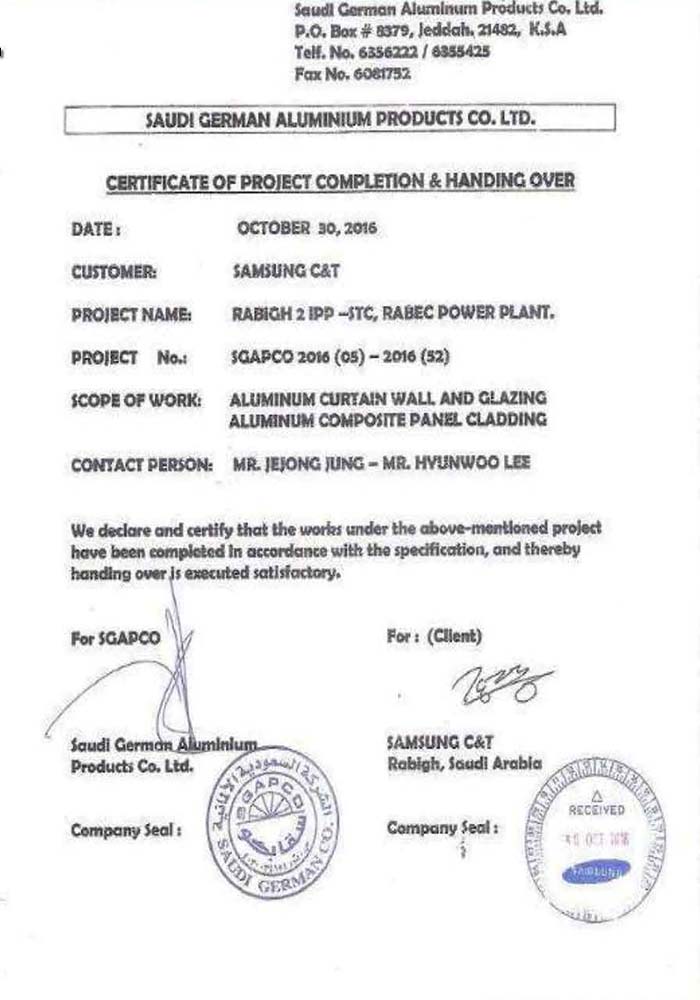 Saudi German Aluminum Products Co. Ltd.
P.O. Box # 8379, Jeddah, 21482, K.S.A
Telf. No. 6356222 / 6355425
Fax No. 6081752
SAUDI GERMAN ALUMINIUM PRODUCTS CO. LTD.
CERTIFICATE OF PROJECT COMPLETION & HANDING OVER
DATE: OCTOBER 30, 2016
CUSTOMER: SAMSUNG C&T
PROJECT NAME: RABIGH 2 IPP –STC, RABEC POWER PLANT.
PROJECT No.: SGAPCO 2016 (05) – 2016 (52)
SCOPE OF WORK: ALUMINUM CURTAIN WALL AND GLAZING
ALUMINUM COMPOSITE PANEL CLADDING
CONTACT PERSON: MR. JEJONG JUNG – MR. HYUNWOO LEE
We declare and certify that the works under the above-mentioned project
have been completed in accordance with the specification, and thereby
handing over is executed satisfactory.
For SGAPCO
For : (Client)
Saudi German Aluminium
Products Co. Ltd.
SAMSUNG C&T
Rabigh, Saudi Arabia
Company Seal :
الشركة السعودية الألمانية
SGAPCO
سقابكو
SAUDI GERMAN CO.
Company Seal :
RECEIVED
OCT 2016
SAMSUNG